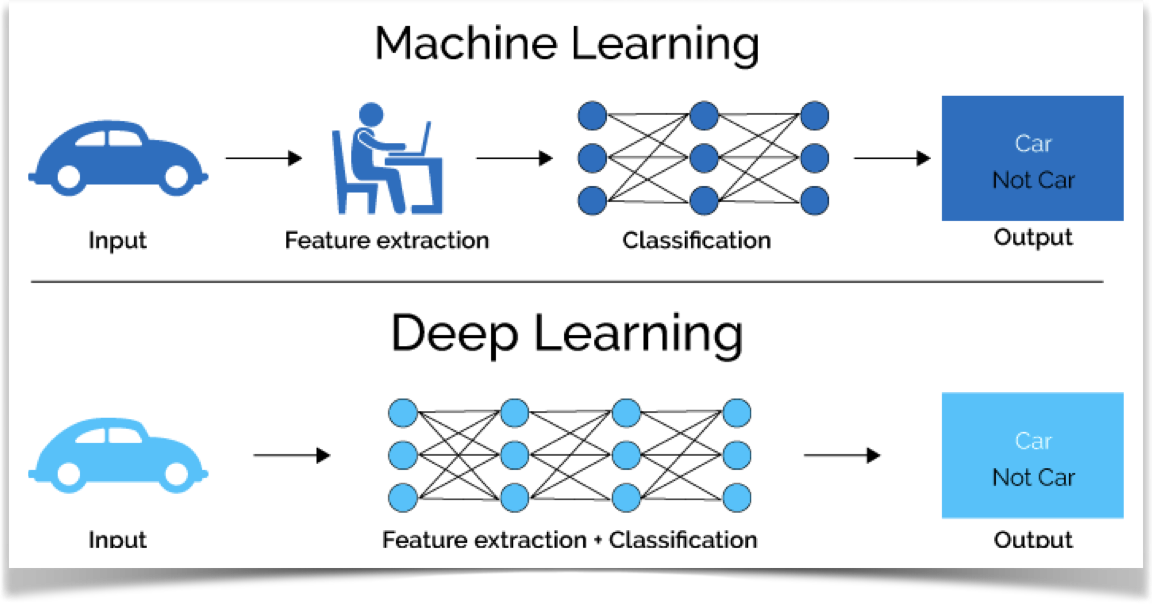 Machine Learning
Car
Not Car
Input
Feature extraction
Classification
Output
Deep Learning
Car
Not Car
Input
Feature extraction + Classification
Output